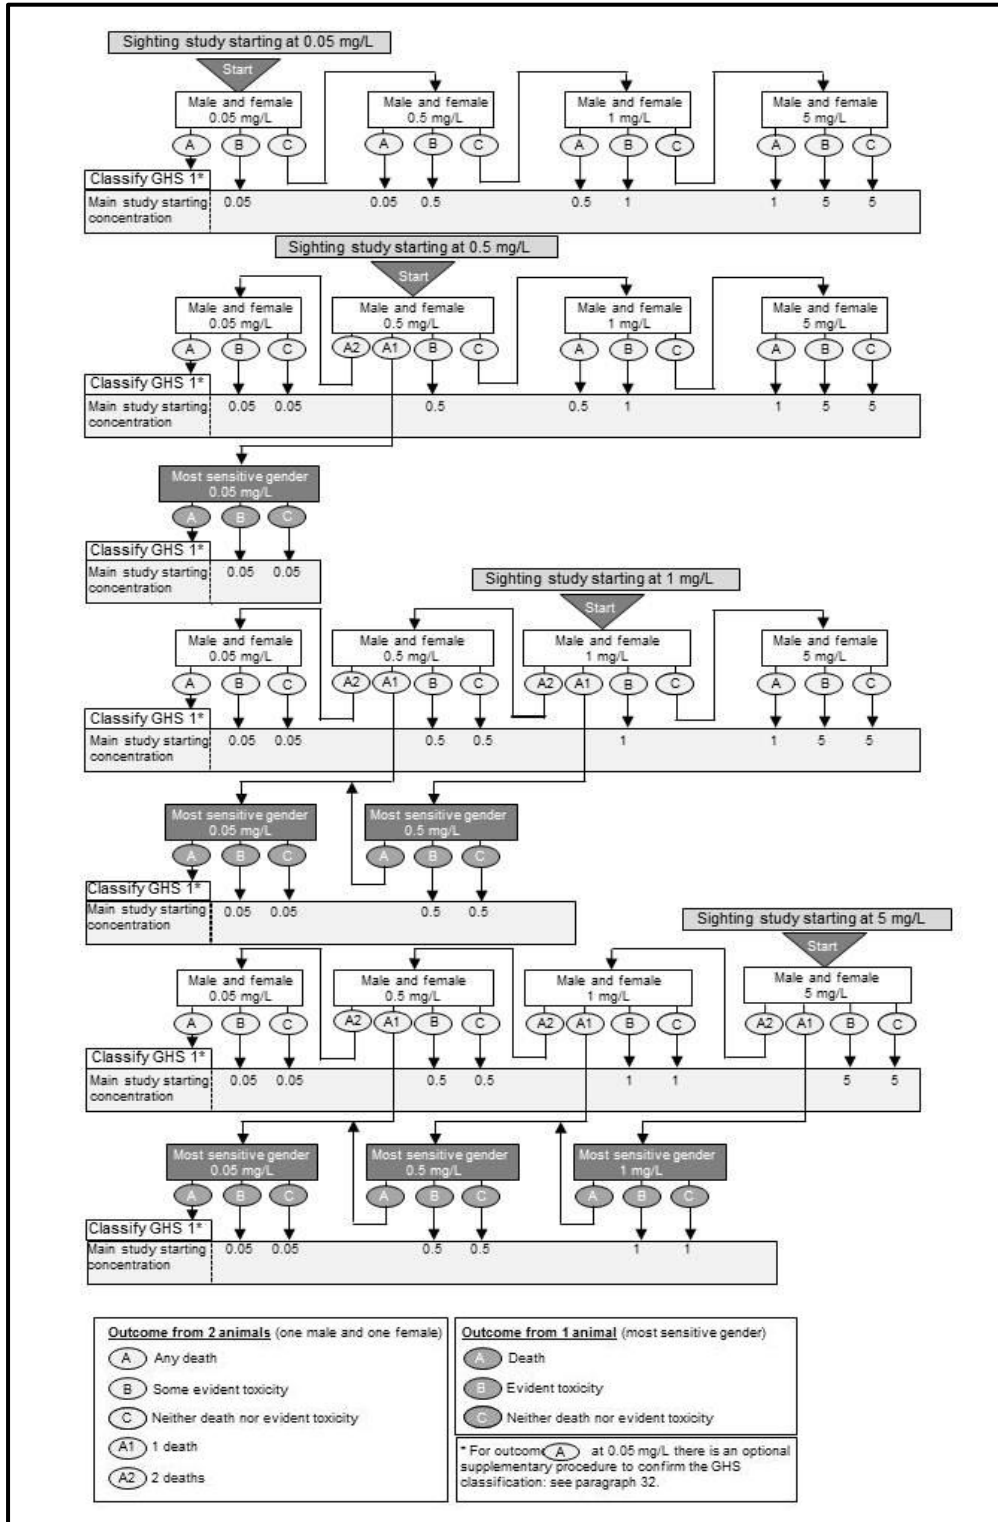 Sighting study starting at 0.05 mg/L
Start
Male and female 0.05 mg/L
Male and female 0.5 mg/L
Male and female 1 mg/L
Male and female 5 mg/L
A B C A B C A B C A B C
Classify GHS 1*
Main study starting concentration
0.05 0.05 0.5 0.5 1 1 5 5
Sighting study starting at 0.5 mg/L
Start
Male and female 0.05 mg/L
Male and female 0.5 mg/L
Male and female 1 mg/L
Male and female 5 mg/L
A B C A2 A1 B C A B C A B C
Classify GHS 1*
Main study starting concentration
0.05 0.05 0.5 0.5 1 1 5 5
Most sensitive gender 0.05 mg/L
A B C
Classify GHS 1*
Main study starting concentration
0.05 0.05
Sighting study starting at 1 mg/L
Start
Male and female 0.05 mg/L
Male and female 0.5 mg/L
Male and female 1 mg/L
Male and female 5 mg/L
A B C A2 A1 B C A2 A1 B C A B C
Classify GHS 1*
Main study starting concentration
0.05 0.05 0.5 0.5 1 1 5 5
Most sensitive gender 0.05 mg/L
Most sensitive gender 0.5 mg/L
A B C A B C
Classify GHS 1*
Main study starting concentration
0.05 0.05 0.5 0.5
Sighting study starting at 5 mg/L
Start
Male and female 0.05 mg/L
Male and female 0.5 mg/L
Male and female 1 mg/L
Male and female 5 mg/L
A B C A2 A1 B C A2 A1 B C A2 A1 B C
Classify GHS 1*
Main study starting concentration
0.05 0.05 0.5 0.5 1 1 5 5
Most sensitive gender 0.05 mg/L
Most sensitive gender 0.5 mg/L
Most sensitive gender 1 mg/L
A B C A B C A B C
Classify GHS 1*
Main study starting concentration
0.05 0.05 0.5 0.5 1 1
Outcome from 2 animals (one male and one female)
A Any death
B Some evident toxicity
C Neither death nor evident toxicity
A1 1 death
A2 2 deaths
Outcome from 1 animal (most sensitive gender)
A Death
B Evident toxicity
C Neither death nor evident toxicity
* For outcome A at 0.05 mg/L there is an optional
supplementary procedure to confirm the GHS
classification: see paragraph 32.